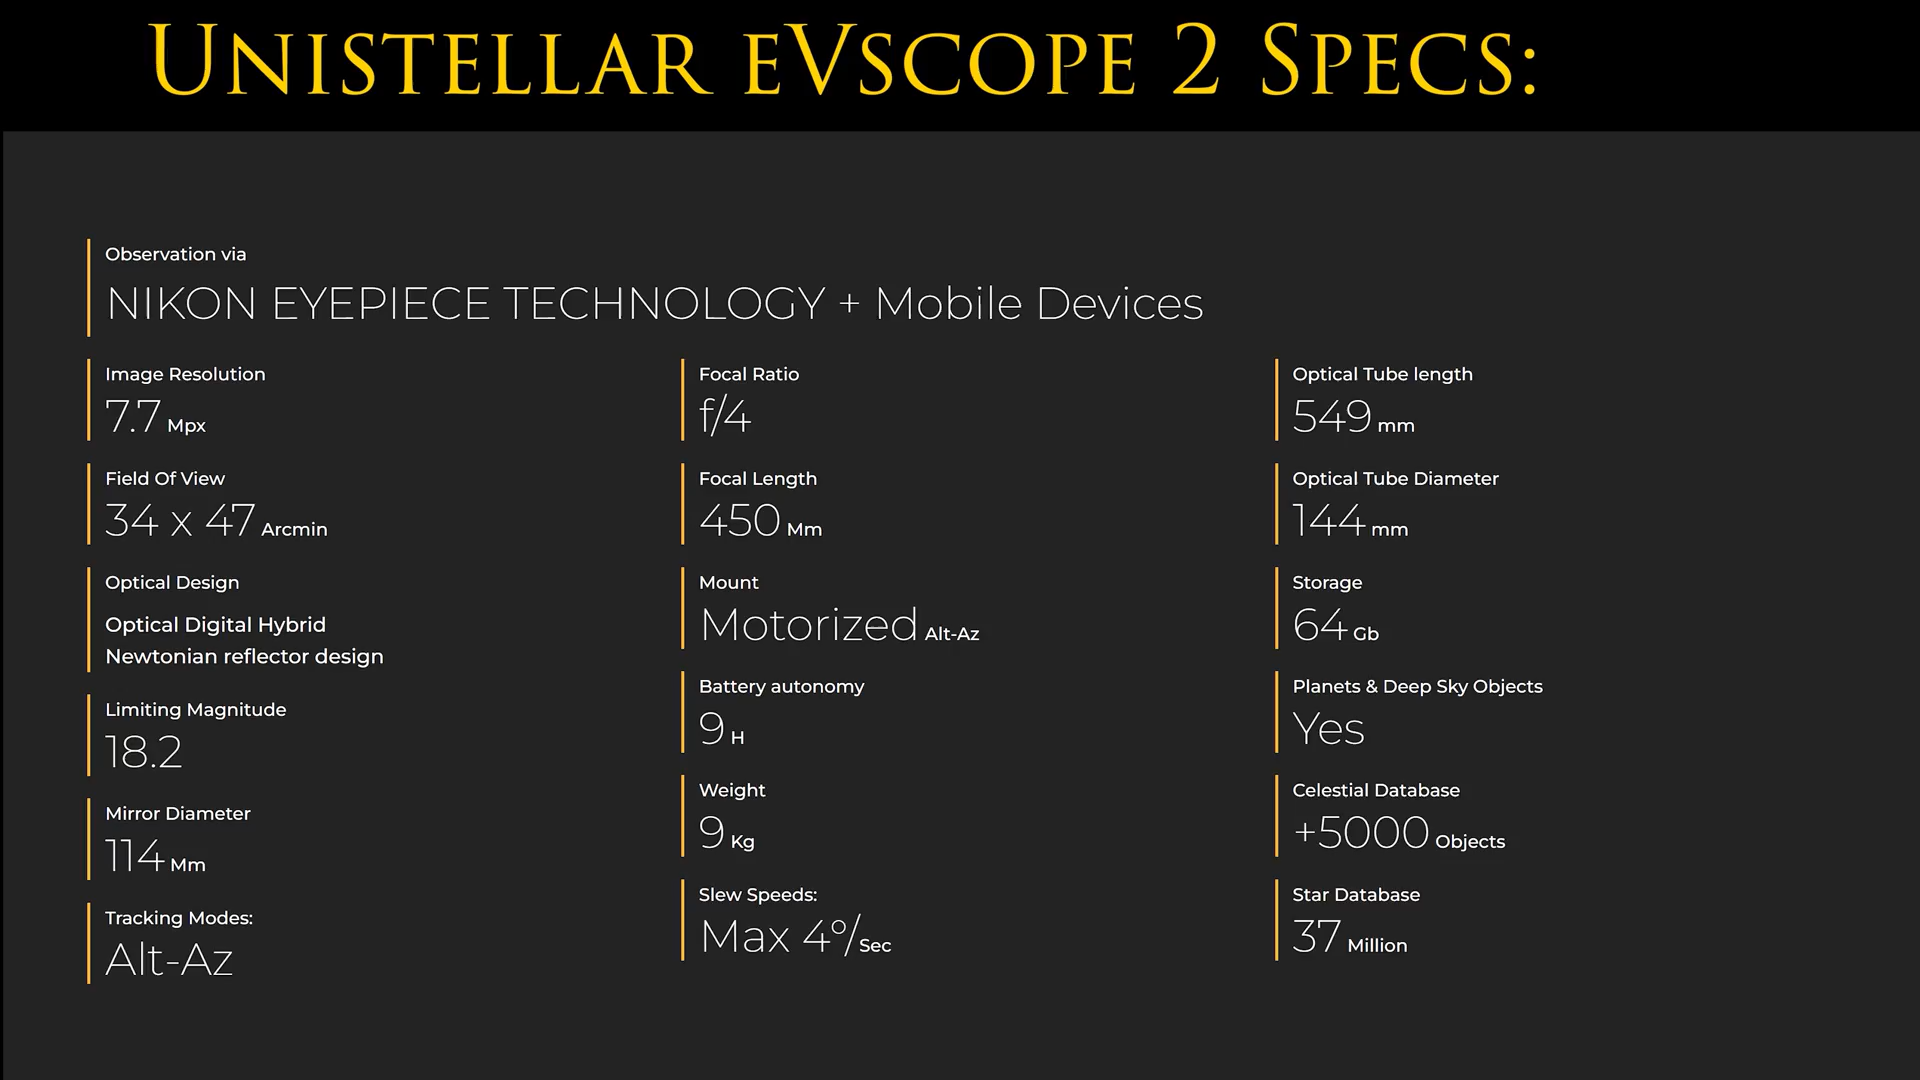 Unistellar eVscope 2 Specs:
Observation via
NIKON EYEPIECE TECHNOLOGY + Mobile Devices
Image Resolution
7.7 Mpx
Field Of View
34 x 47 Arcmin
Optical Design
Optical Digital Hybrid
Newtonian reflector design
Limiting Magnitude
18.2
Mirror Diameter
114 Mm
Tracking Modes:
Alt-Az
Focal Ratio
f/4
Focal Length
450 Mm
Mount
Motorized Alt-Az
Battery autonomy
9 H
Weight
9 Kg
Slew Speeds:
Max 4º/Sec
Optical Tube length
549 mm
Optical Tube Diameter
144 mm
Storage
64 Gb
Planets & Deep Sky Objects
Yes
Celestial Database
+5000 Objects
Star Database
37 Million